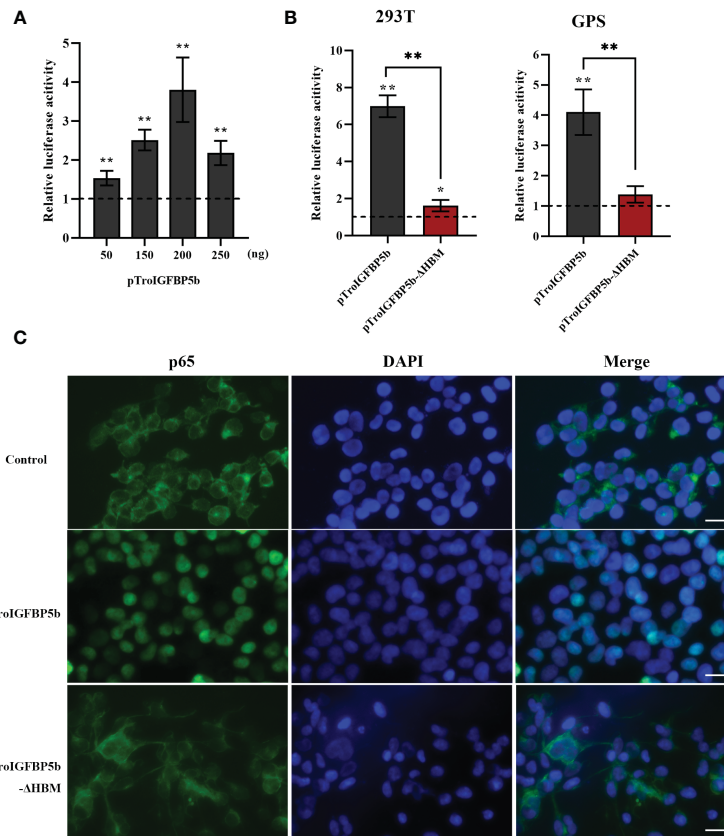 A
Relative luciferase acitivity
5
4
3
2
1
0
**
**
**
**
50 150 200 250 (ng)
pTroIGFBP5b
B
293T
Relative luciferase acitivity
10
8
6
4
2
0
**
**
*
pTroIGFBP5b
pTroIGFBP5b-ΔHBM
GPS
Relative luciferase acitivity
6
5
4
3
2
1
0
**
**
pTroIGFBP5b
pTroIGFBP5b-ΔHBM
C
p65 DAPI Merge
Control
roIGFBP5b
roIGFBP5b
-ΔHBM